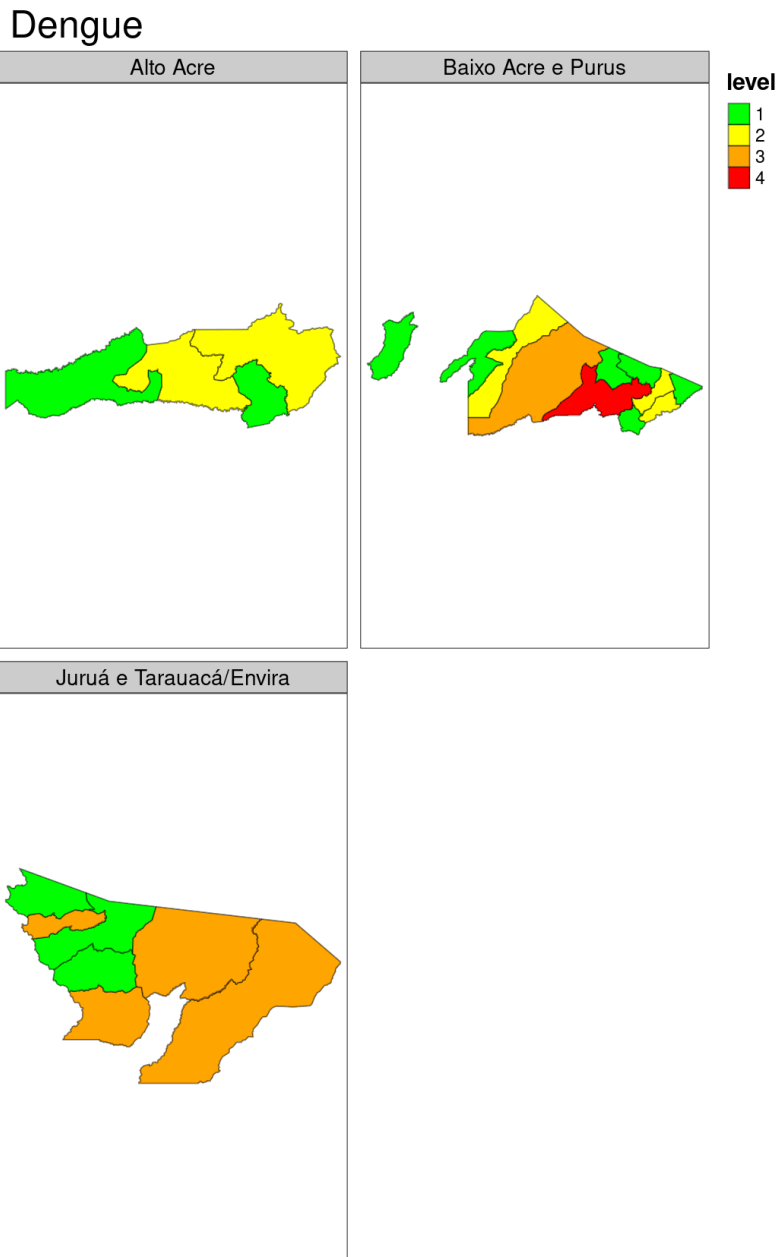 Dengue
Alto Acre
Baixo Acre e Purus
level
1
2
3
4
Juruá e Tarauacá/Envira